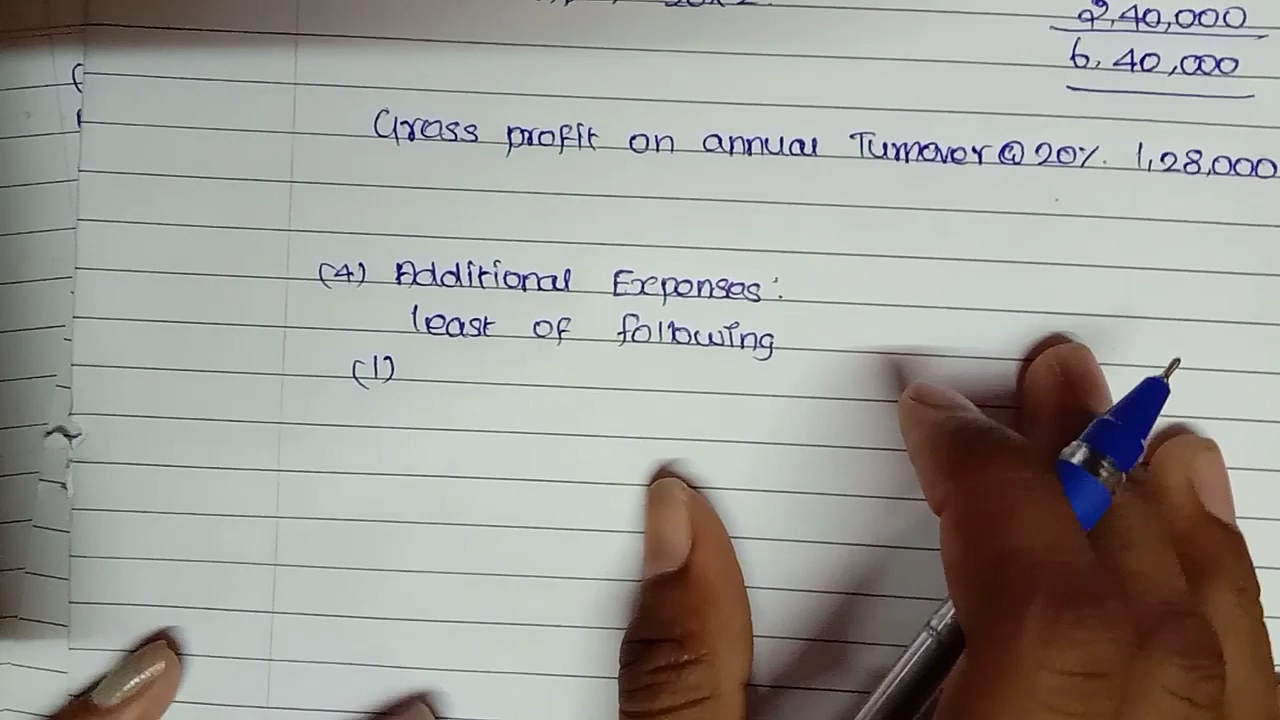 2,40,000
6,40,000
Gross profit on annual Turnover @ 20%. 1,28,000
(4) Additional Expenses:
least of following
(1)